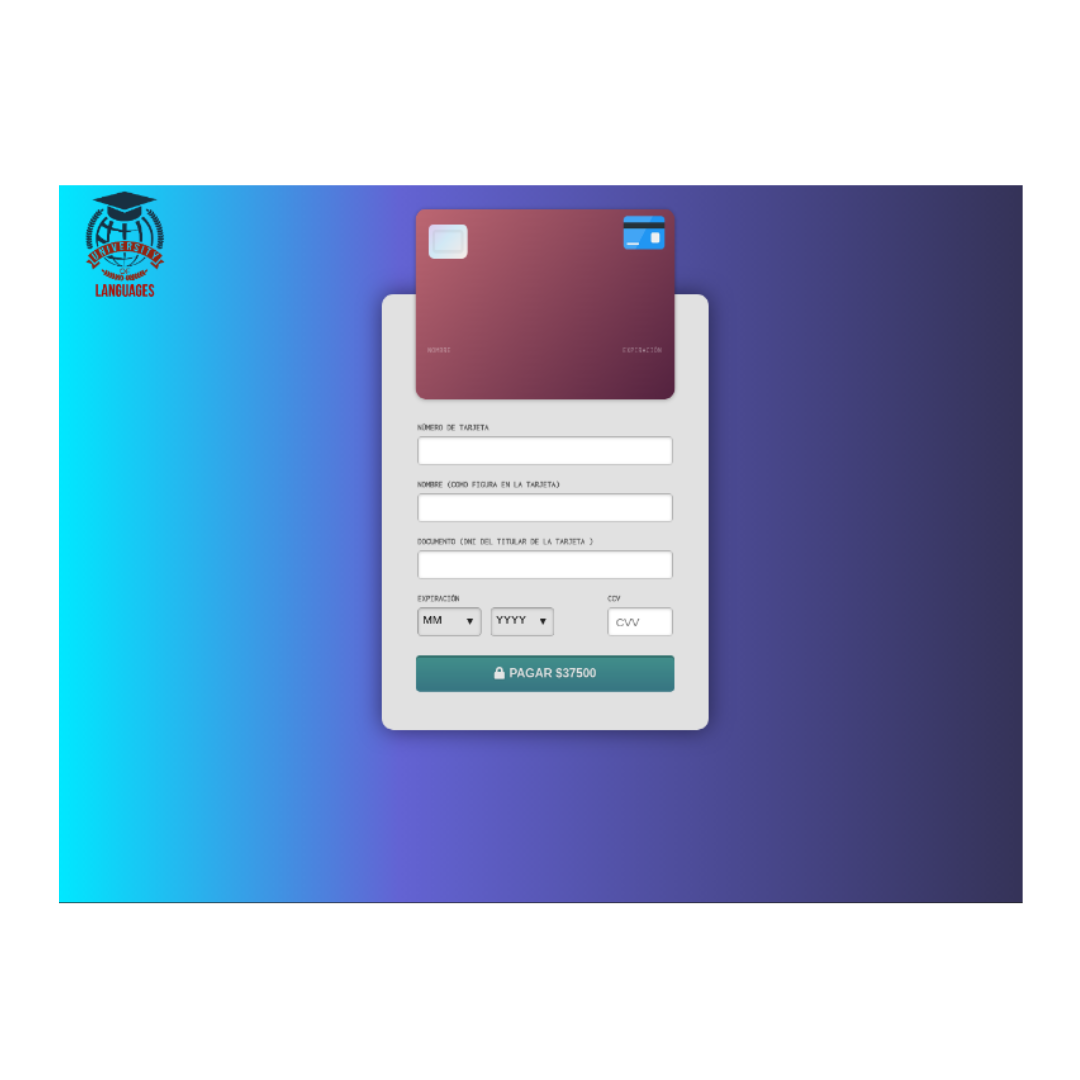 UNIVERSITY
OF
LANGUAGES
NOMBRE
EXPIRACIÓN
NÚMERO DE TARJETA
NOMBRE (COMO FIGURA EN LA TARJETA)
DOCUMENTO (DNI DEL TITULAR DE LA TARJETA )
EXPIRACIÓN
CCV
MM
YYYY
CVV
PAGAR $37500